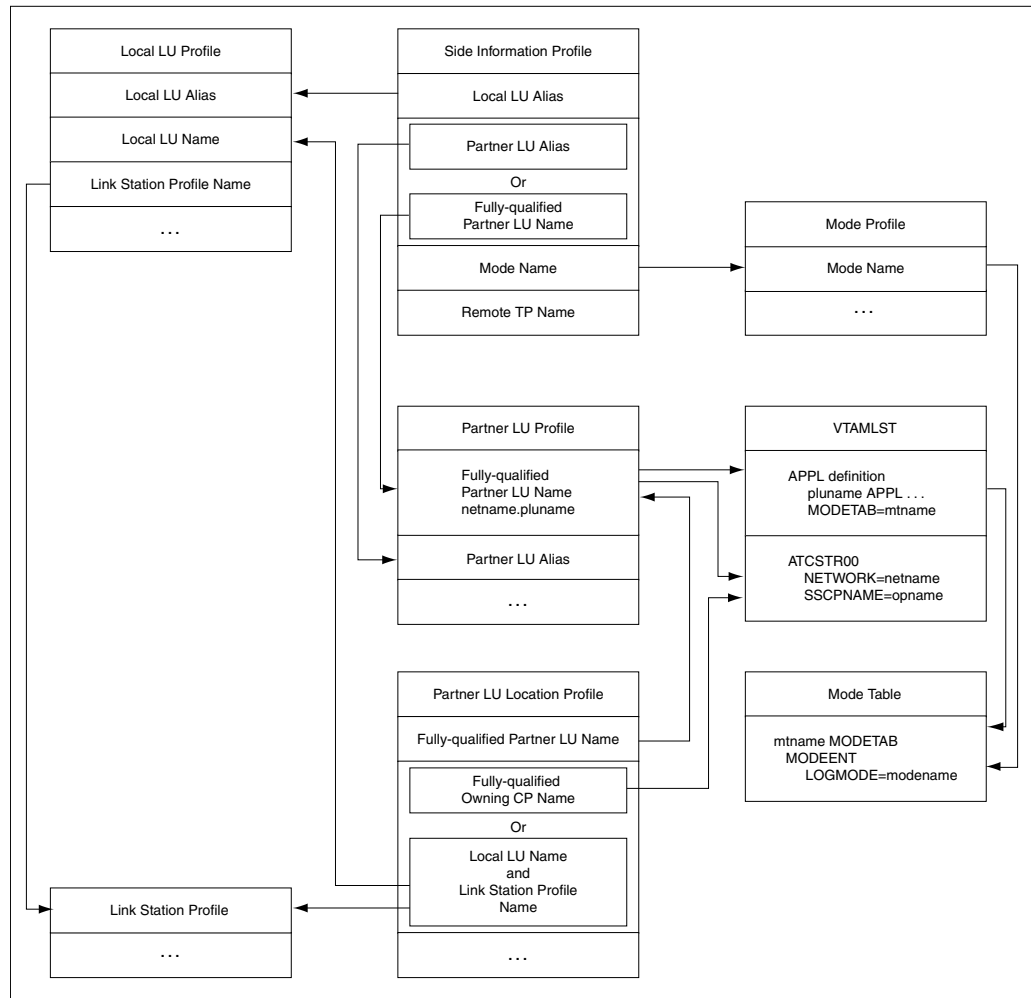 Local LU Profile
Local LU Alias
Local LU Name
Link Station Profile Name
...
Side Information Profile
Local LU Alias
Partner LU Alias
Or
Fully-qualified
Partner LU Name
Mode Name
Remote TP Name
Mode Profile
Mode Name
...
Partner LU Profile
Fully-qualified
Partner LU Name
netname.pluname
Partner LU Alias
...
VTAMLST
APPL definition
pluname APPL . . .
MODETAB=mtname
ATCSTR00
NETWORK=netname
SSCPNAME=opname
Partner LU Location Profile
Fully-qualified Partner LU Name
Fully-qualified
Owning CP Name
Or
Local LU Name
and
Link Station Profile
Name
...
Mode Table
mtname MODETAB
MODEENT
LOGMODE=modename
Link Station Profile
...